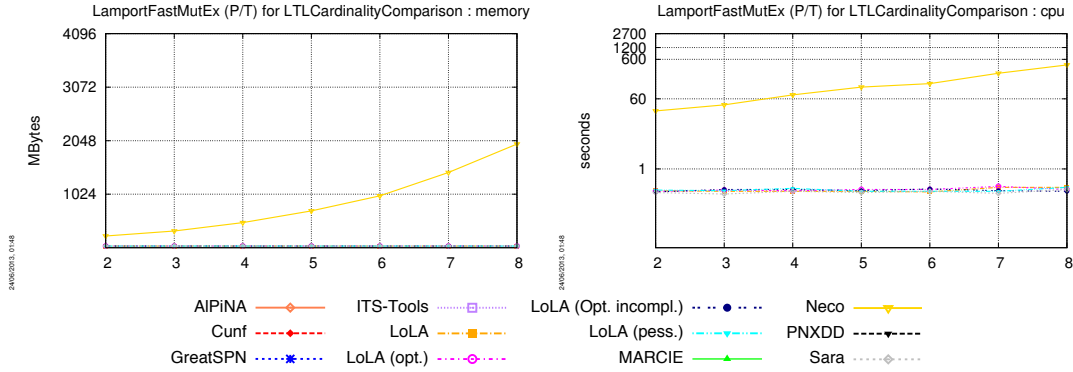 LamportFastMutEx (P/T) for LTLCardinalityComparison : memory
4096
3072
2048
1024
MBytes
2 3 4 5 6 7 8
24/06/2013, 01:48
LamportFastMutEx (P/T) for LTLCardinalityComparison : cpu
2700
1200
600
60
1
seconds
2 3 4 5 6 7 8
24/06/2013, 01:48
AlPiNA ITS-Tools LoLA (Opt. incompl.) Neco
Cunf LoLA LoLA (pess.) PNXDD
GreatSPN LoLA (opt.) MARCIE Sara